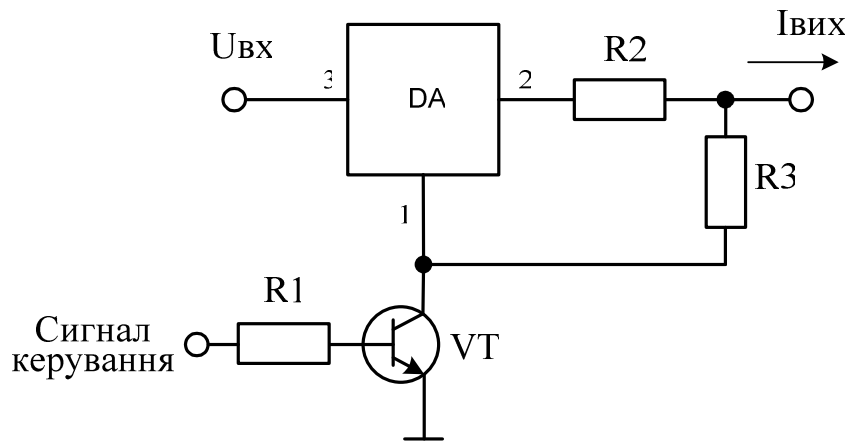 Uвх
3
DA
2
R2
Iвих
R3
1
R1
Сигнал
керування
VT